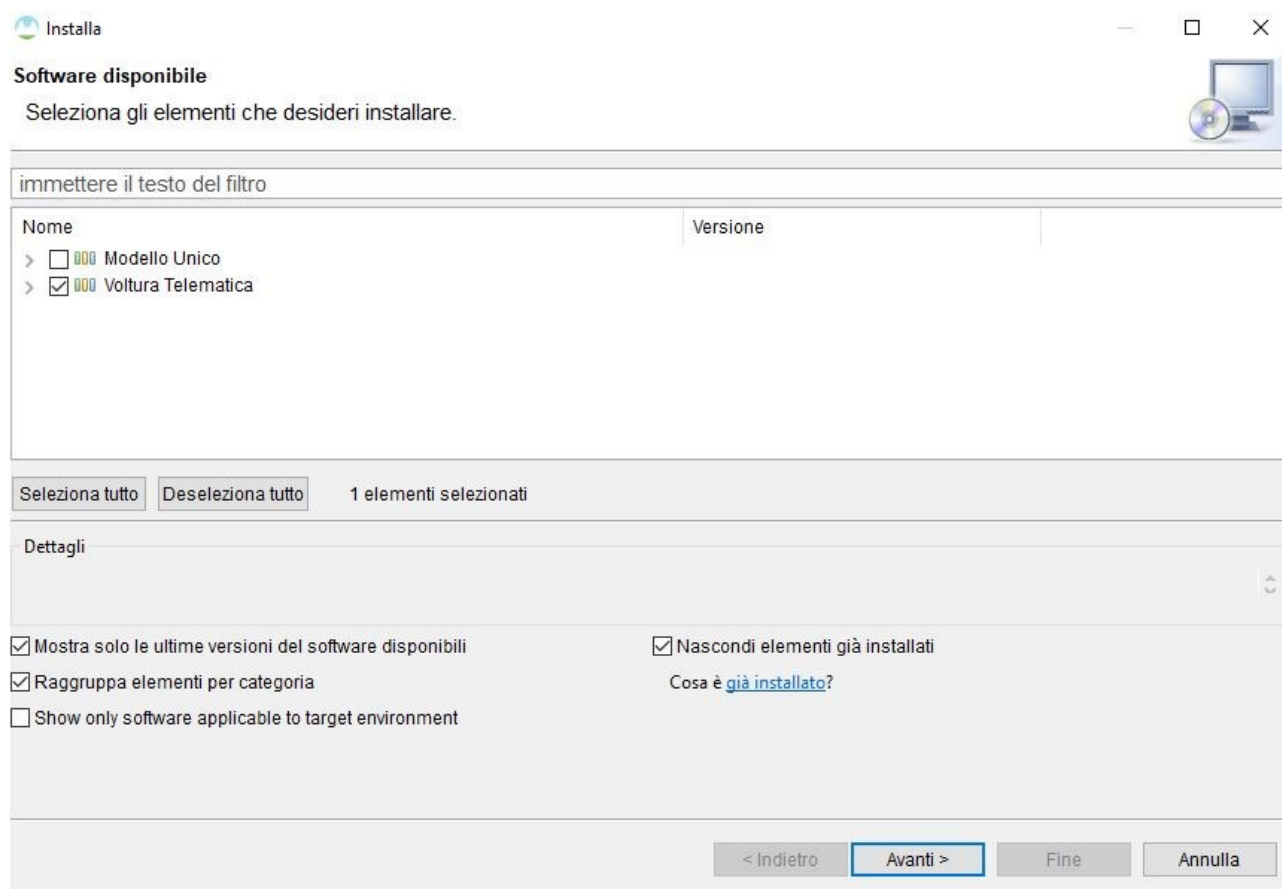 Installa
Software disponibile
Seleziona gli elementi che desideri installare.
immettere il testo del filtro
Nome Versione
Modello Unico
Voltura Telematica
Seleziona tutto Deseleziona tutto 1 elementi selezionati
Dettagli
Mostra solo le ultime versioni del software disponibili Nascondi elementi già installati
Raggruppa elementi per categoria Cosa è già installato?
Show only software applicable to target environment
< Indietro Avanti > Fine Annulla